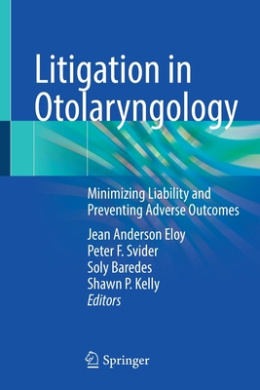 Litigation in
Otolaryngology
Minimizing Liability and
Preventing Adverse Outcomes
Jean Anderson Eloy
Peter F. Svider
Soly Baredes
Shawn P. Kelly
Editors
Springer